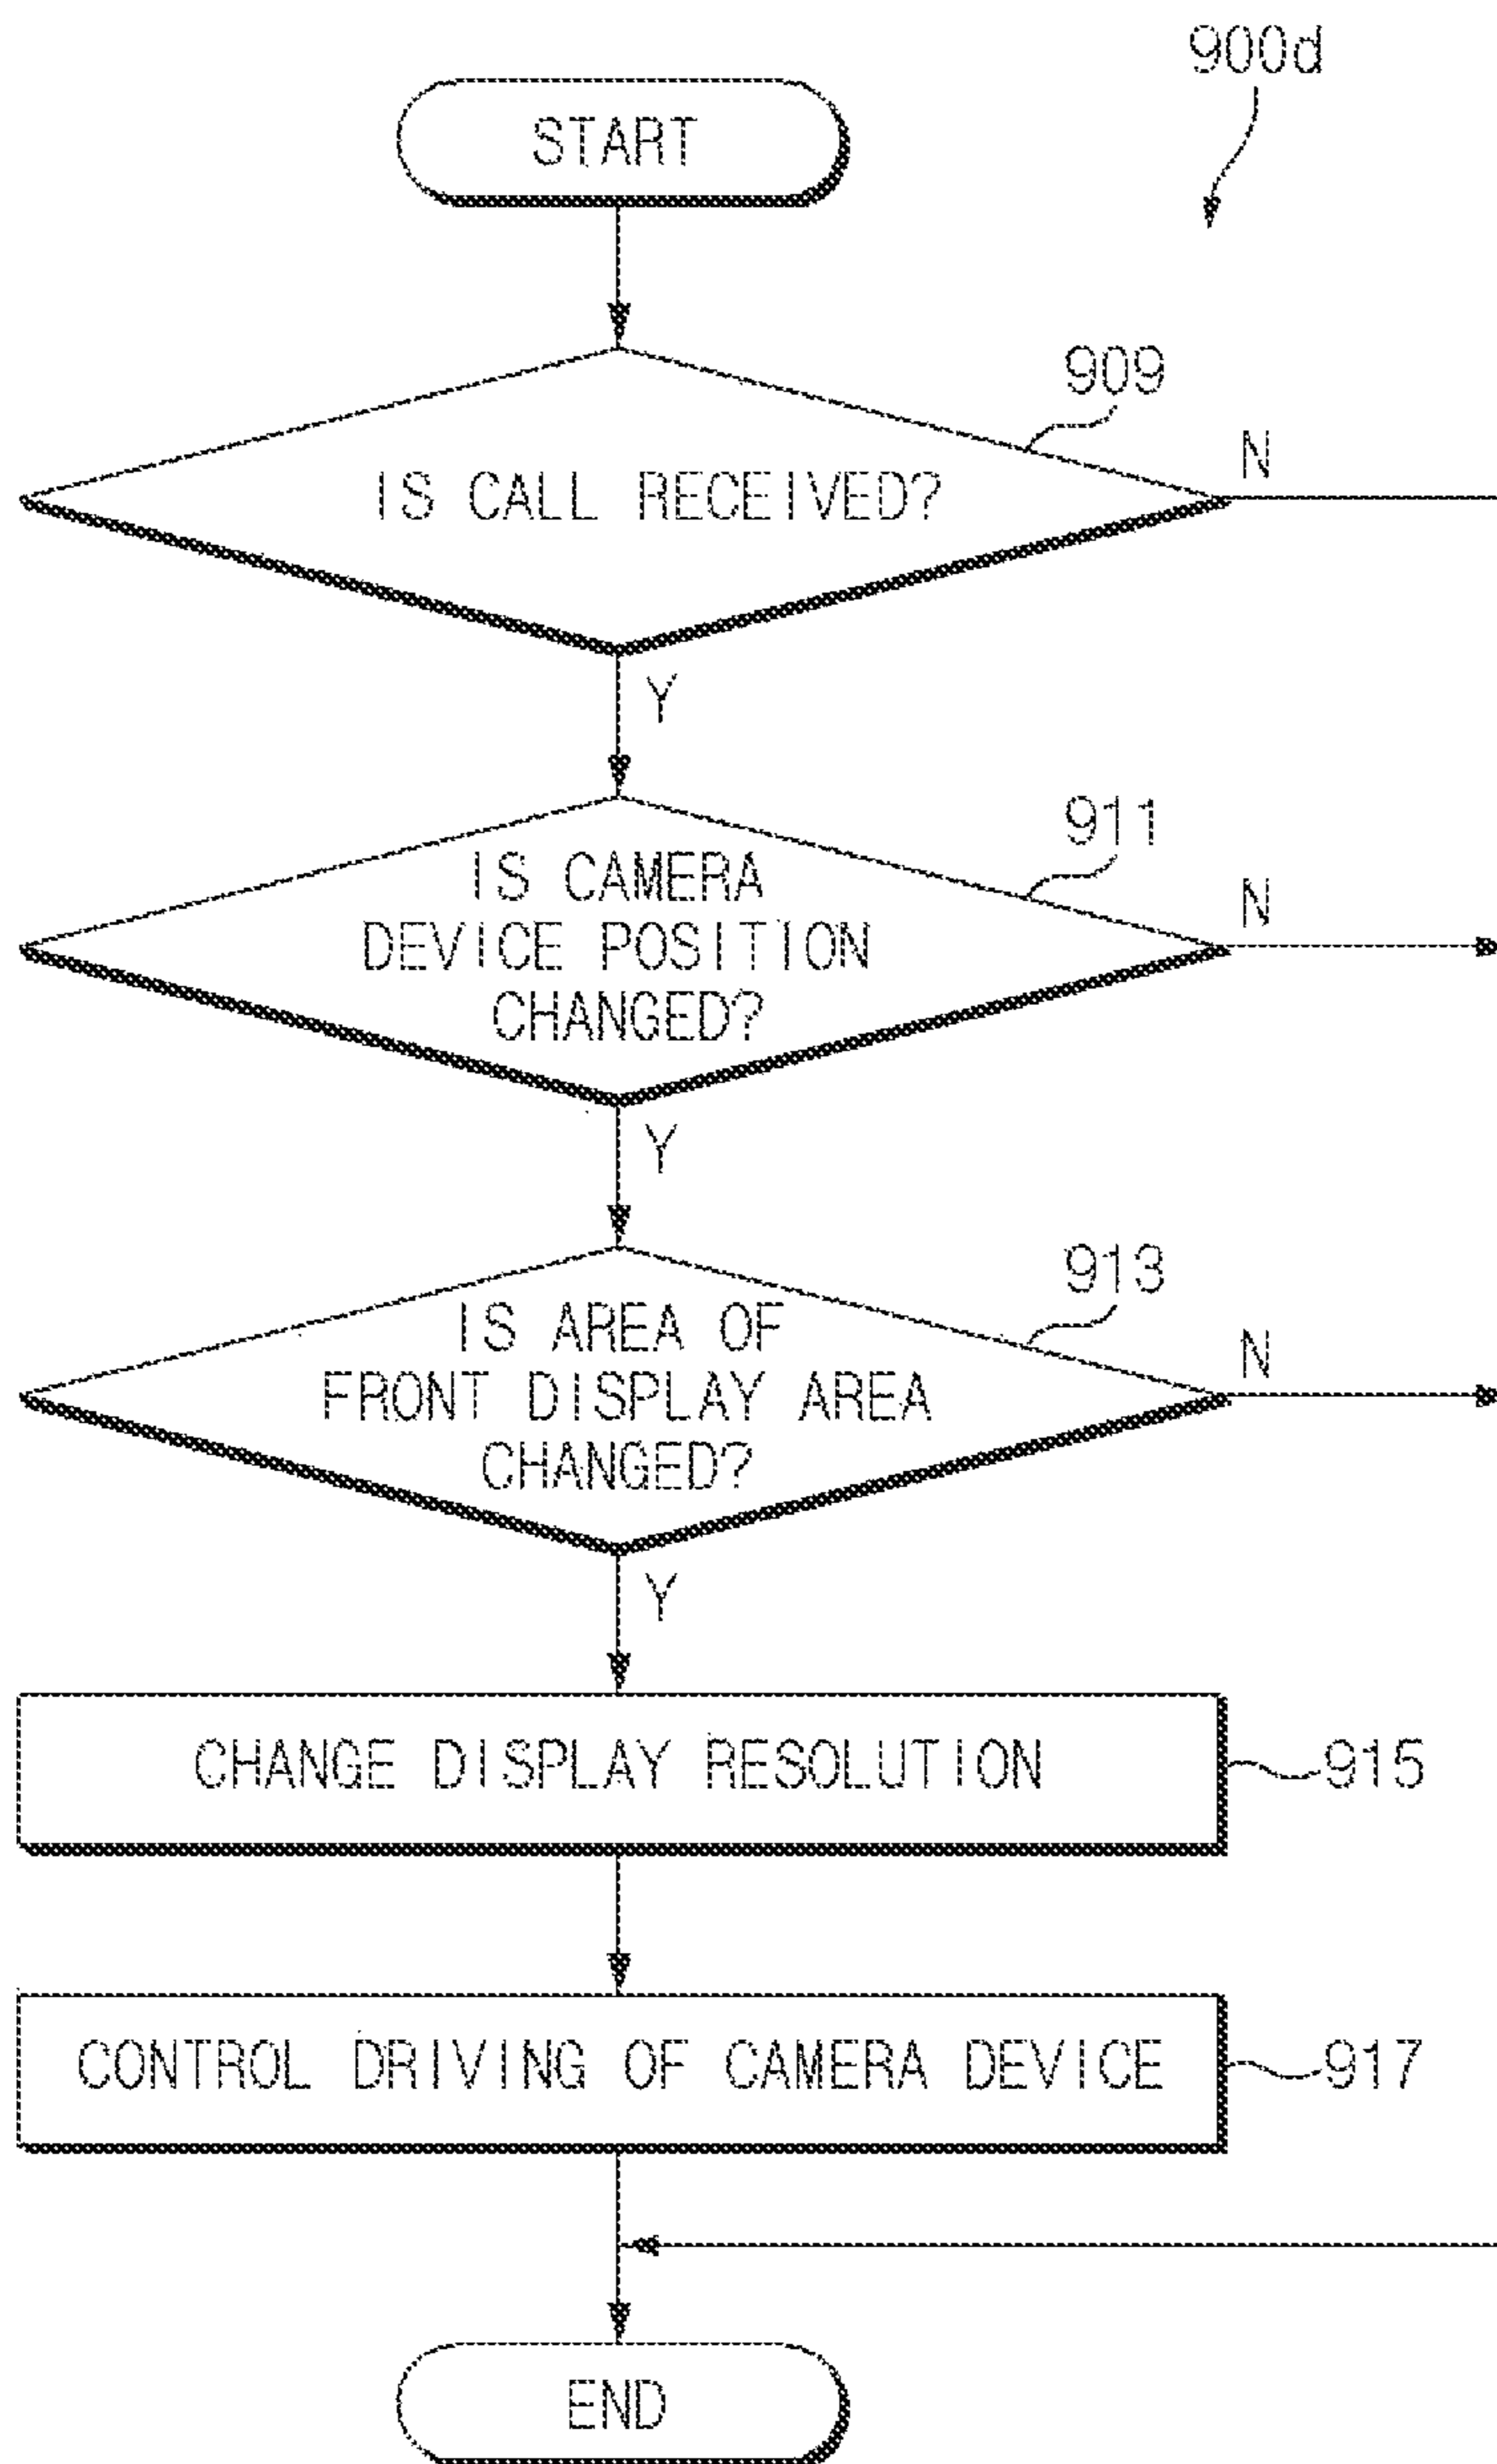 900d
START
909
IS CALL RECEIVED?
N
Y
911
IS CAMERA
DEVICE POSITION
CHANGED?
N
Y
913
IS AREA OF
FRONT DISPLAY AREA
CHANGED?
N
Y
CHANGE DISPLAY RESOLUTION
915
CONTROL DRIVING OF CAMERA DEVICE
917
END